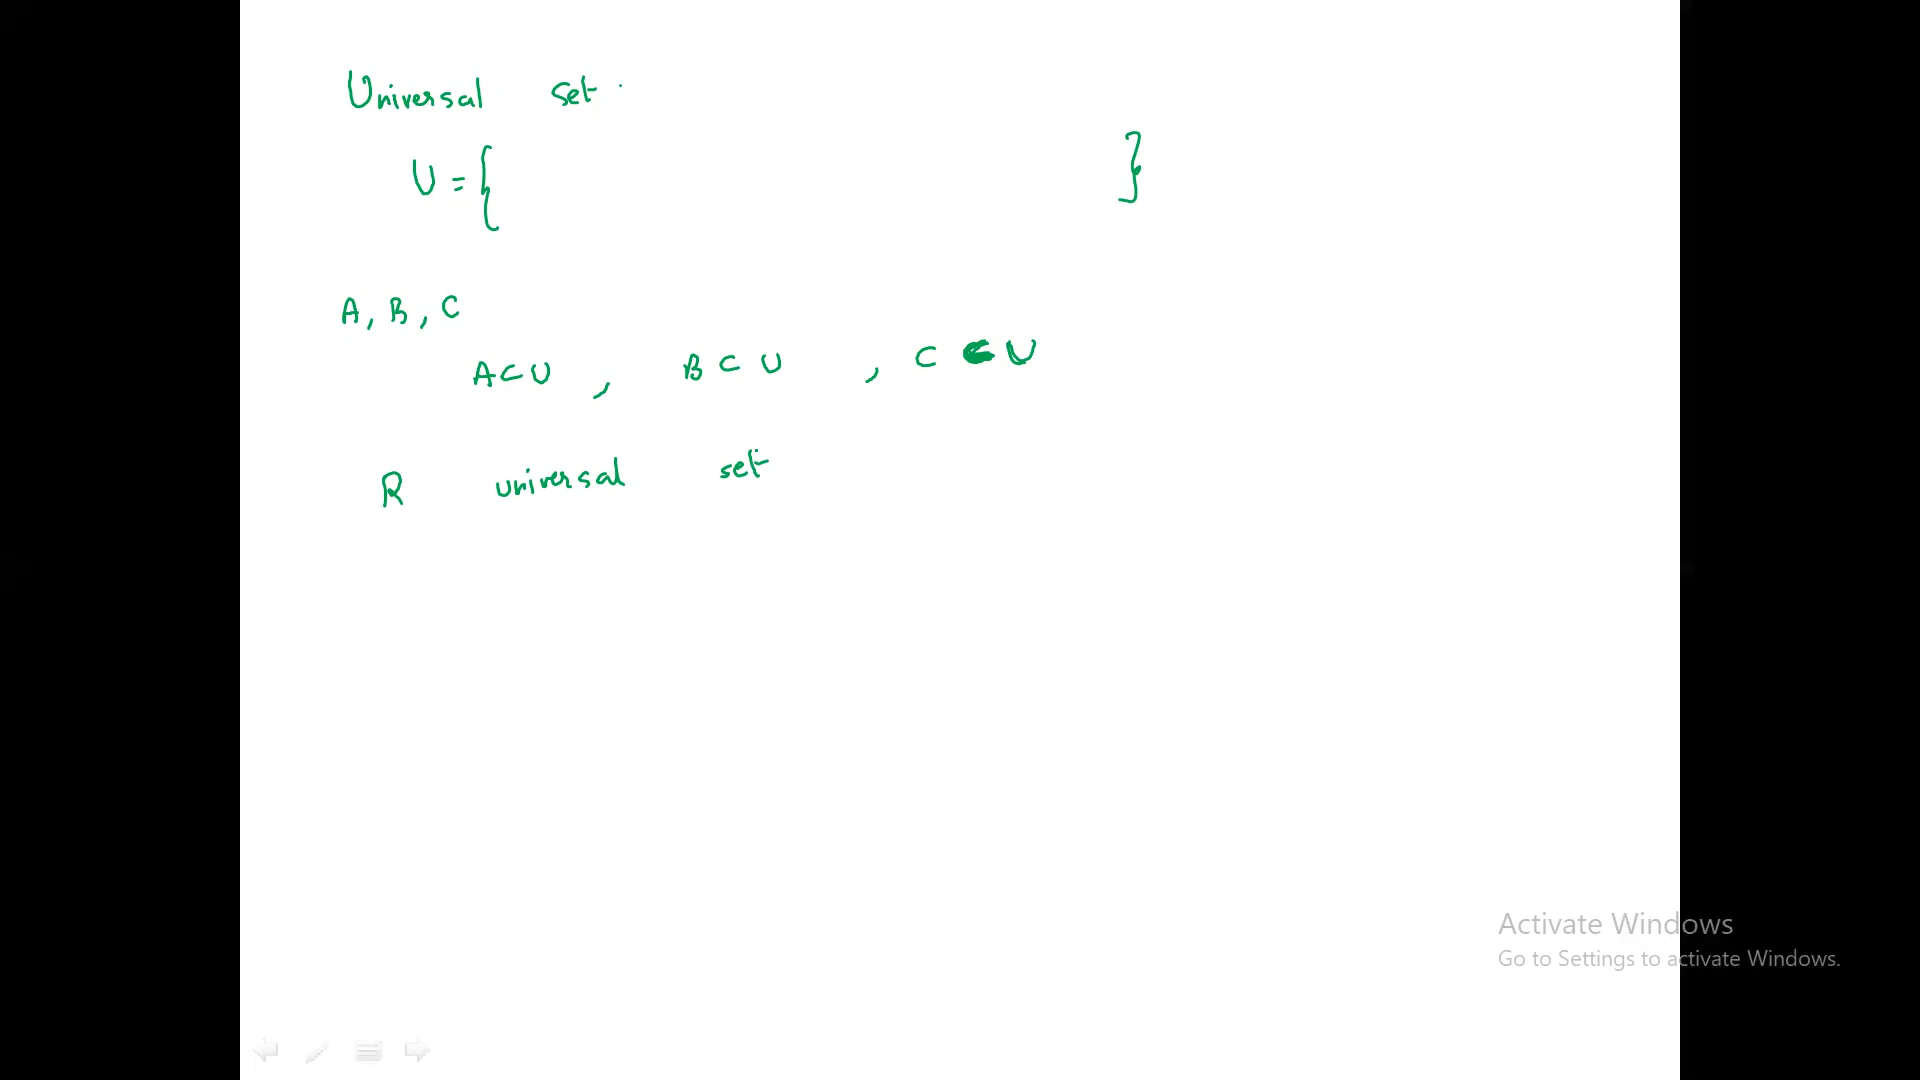 Universal set.
U = { }
A, B, C
A ⊂ U , B ⊂ U , C ⊂ U
R universal set
Activate Windows
Go to Settings to activate Windows.